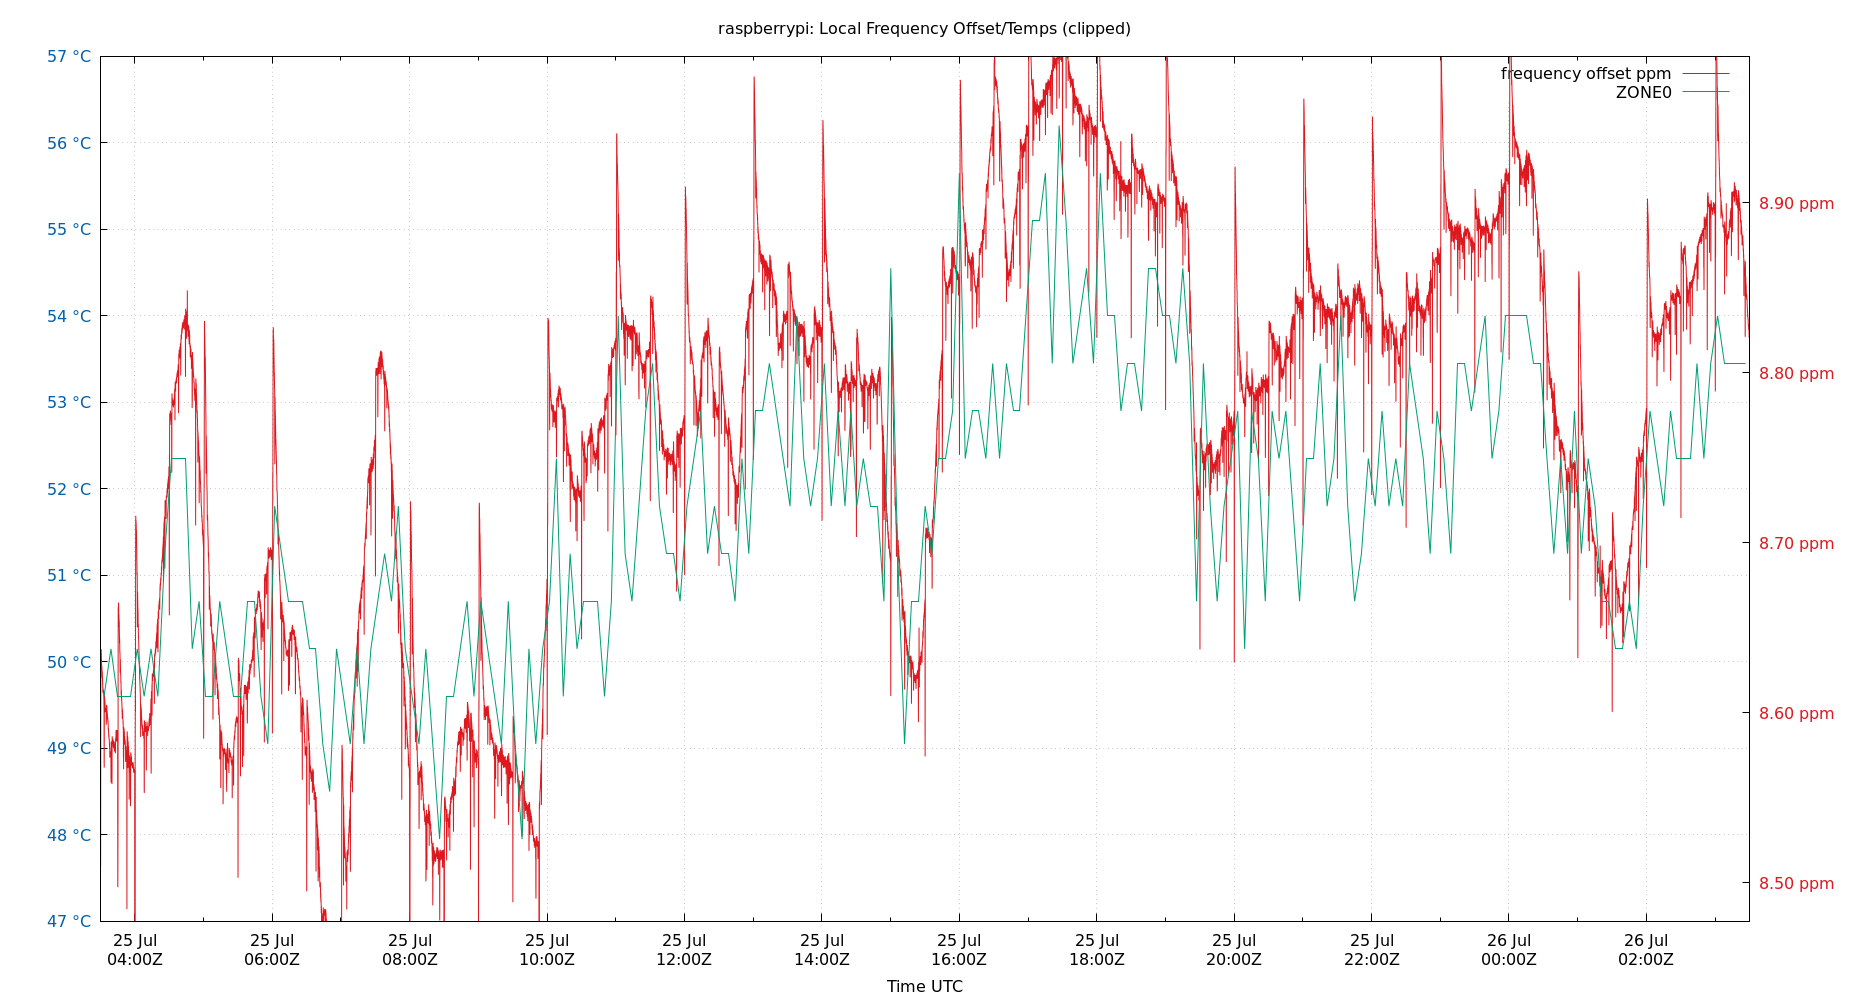 raspberrypi: Local Frequency Offset/Temps (clipped)
57 °C
56 °C
55 °C
54 °C
53 °C
52 °C
51 °C
50 °C
49 °C
48 °C
47 °C
frequency offset ppm
ZONE0
8.90 ppm
8.80 ppm
8.70 ppm
8.60 ppm
8.50 ppm
25 Jul 25 Jul 25 Jul 25 Jul 25 Jul 25 Jul 25 Jul 25 Jul 25 Jul 25 Jul 26 Jul 26 Jul
04:00Z 06:00Z 08:00Z 10:00Z 12:00Z 14:00Z 16:00Z 18:00Z 20:00Z 22:00Z 00:00Z 02:00Z
Time UTC